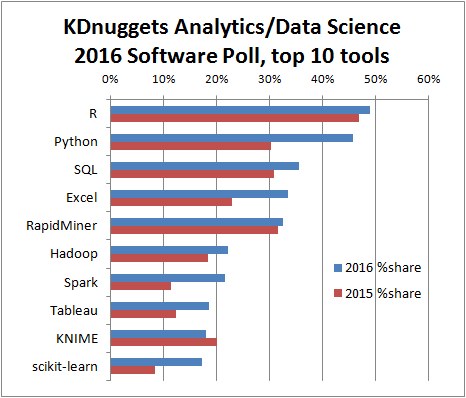 KDnuggets Analytics/Data Science
2016 Software Poll, top 10 tools
0% 10% 20% 30% 40% 50% 60%
R
Python
SQL
Excel
RapidMiner
Hadoop
Spark
Tableau
KNIME
scikit-learn
2016 %share
2015 %share